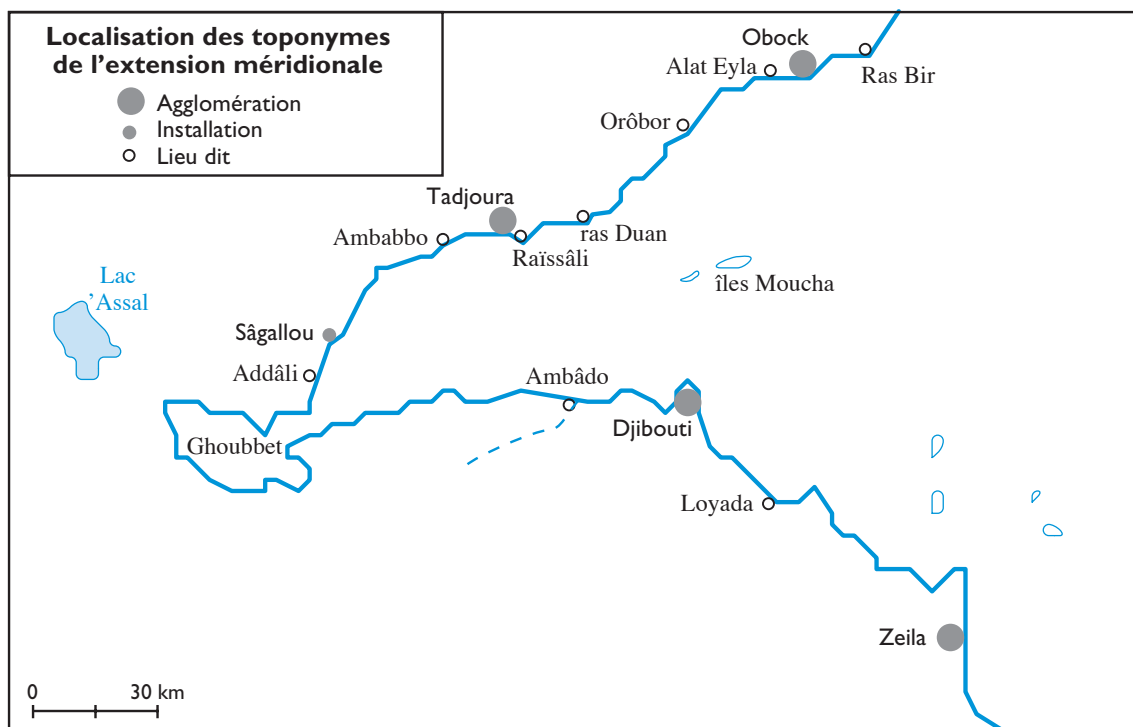 Localisation des toponymes
de l’extension méridionale
Agglomération
Installation
Lieu dit
Obock
Alat Eyla
Ras Bir
Orôbor
Tadjoura
ras Duan
Ambabbo
Raïssâli
îles Moucha
Lac
’Assal
Sâgallou
Addâli
Ambâdo
Djibouti
Ghoubbet
Loyada
Zeila
0 30 km